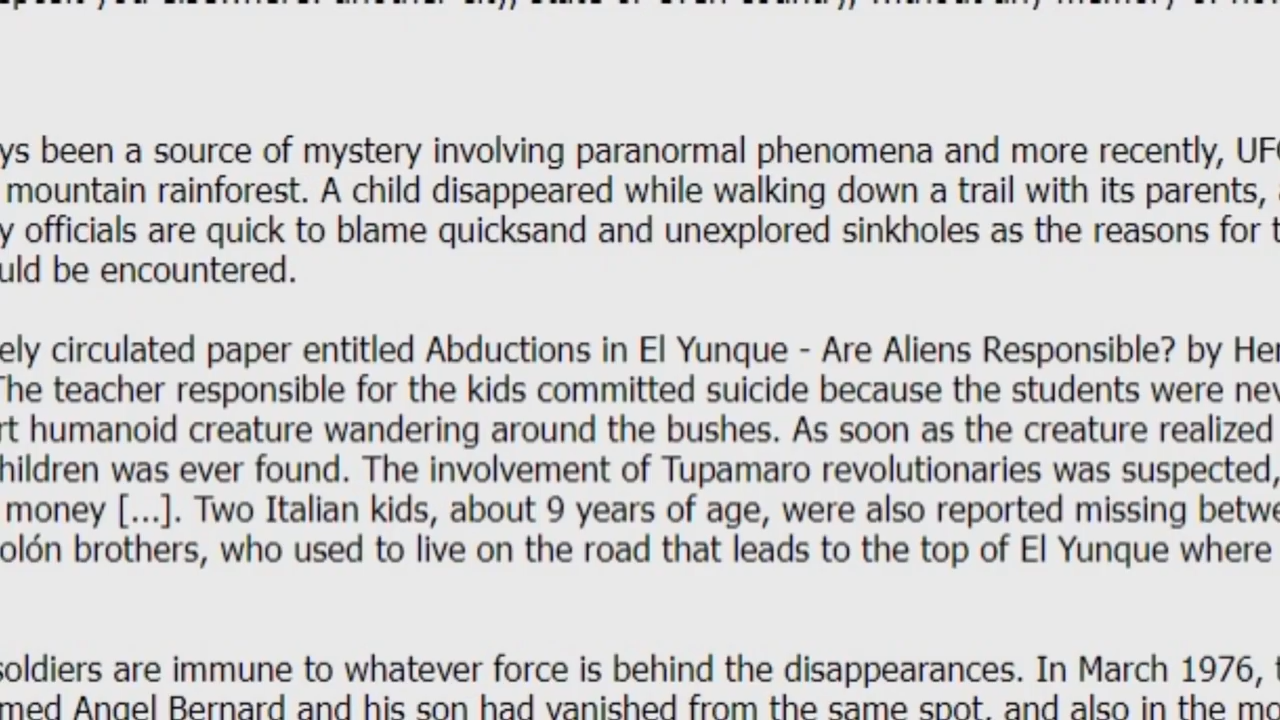 ys been a source of mystery involving paranormal phenomena and more recently, UFO
mountain rainforest. A child disappeared while walking down a trail with its parents,
y officials are quick to blame quicksand and unexplored sinkholes as the reasons for t
uld be encountered.
ely circulated paper entitled Abductions in El Yunque - Are Aliens Responsible? by Her
The teacher responsible for the kids committed suicide because the students were nev
rt humanoid creature wandering around the bushes. As soon as the creature realized
hildren was ever found. The involvement of Tupamaro revolutionaries was suspected,
money [...]. Two Italian kids, about 9 years of age, were also reported missing betwe
olón brothers, who used to live on the road that leads to the top of El Yunque where
soldiers are immune to whatever force is behind the disappearances. In March 1976, t
med Angel Bernard and his son had vanished from the same spot, and also in the mo